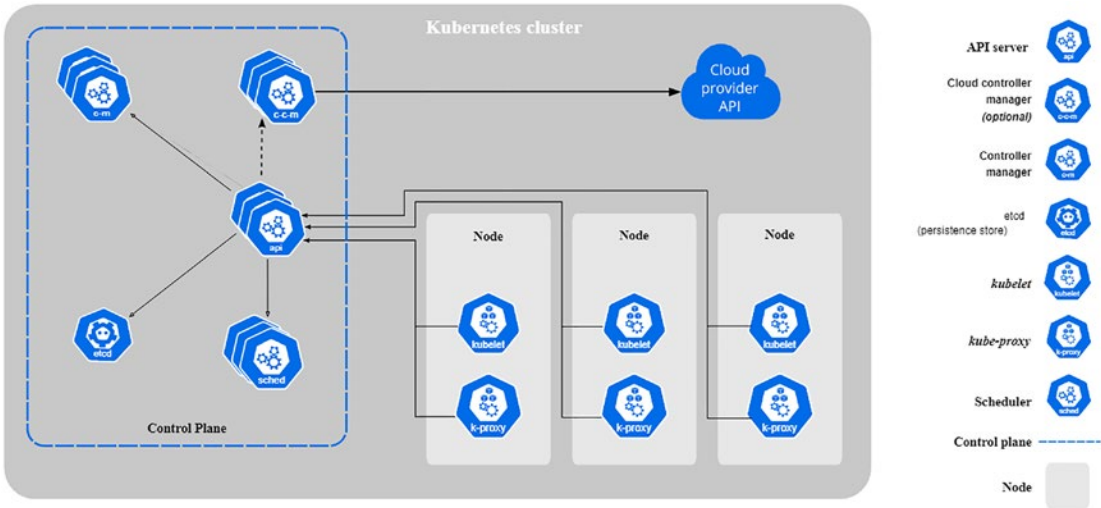 Kubernetes cluster
c-m
c-c-m
Cloud
provider
API
api
etcd
sched
Control Plane
Node
Node
Node
kubelet
kubelet
kubelet
k-proxy
k-proxy
k-proxy
API server
api
Cloud controller
manager
(optional)
c-c-m
Controller
manager
c-m
etcd
(persistence store)
etcd
kubelet
kubelet
kube-proxy
k-proxy
Scheduler
sched
Control plane
Node